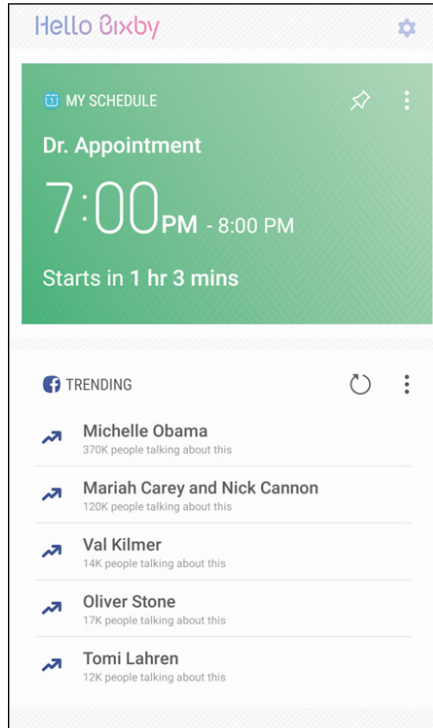 Hello Bixby
MY SCHEDULE
Dr. Appointment
7:00 PM - 8:00 PM
Starts in 1 hr 3 mins
TRENDING
Michelle Obama
370K people talking about this
Mariah Carey and Nick Cannon
120K people talking about this
Val Kilmer
14K people talking about this
Oliver Stone
17K people talking about this
Tomi Lahren
12K people talking about this